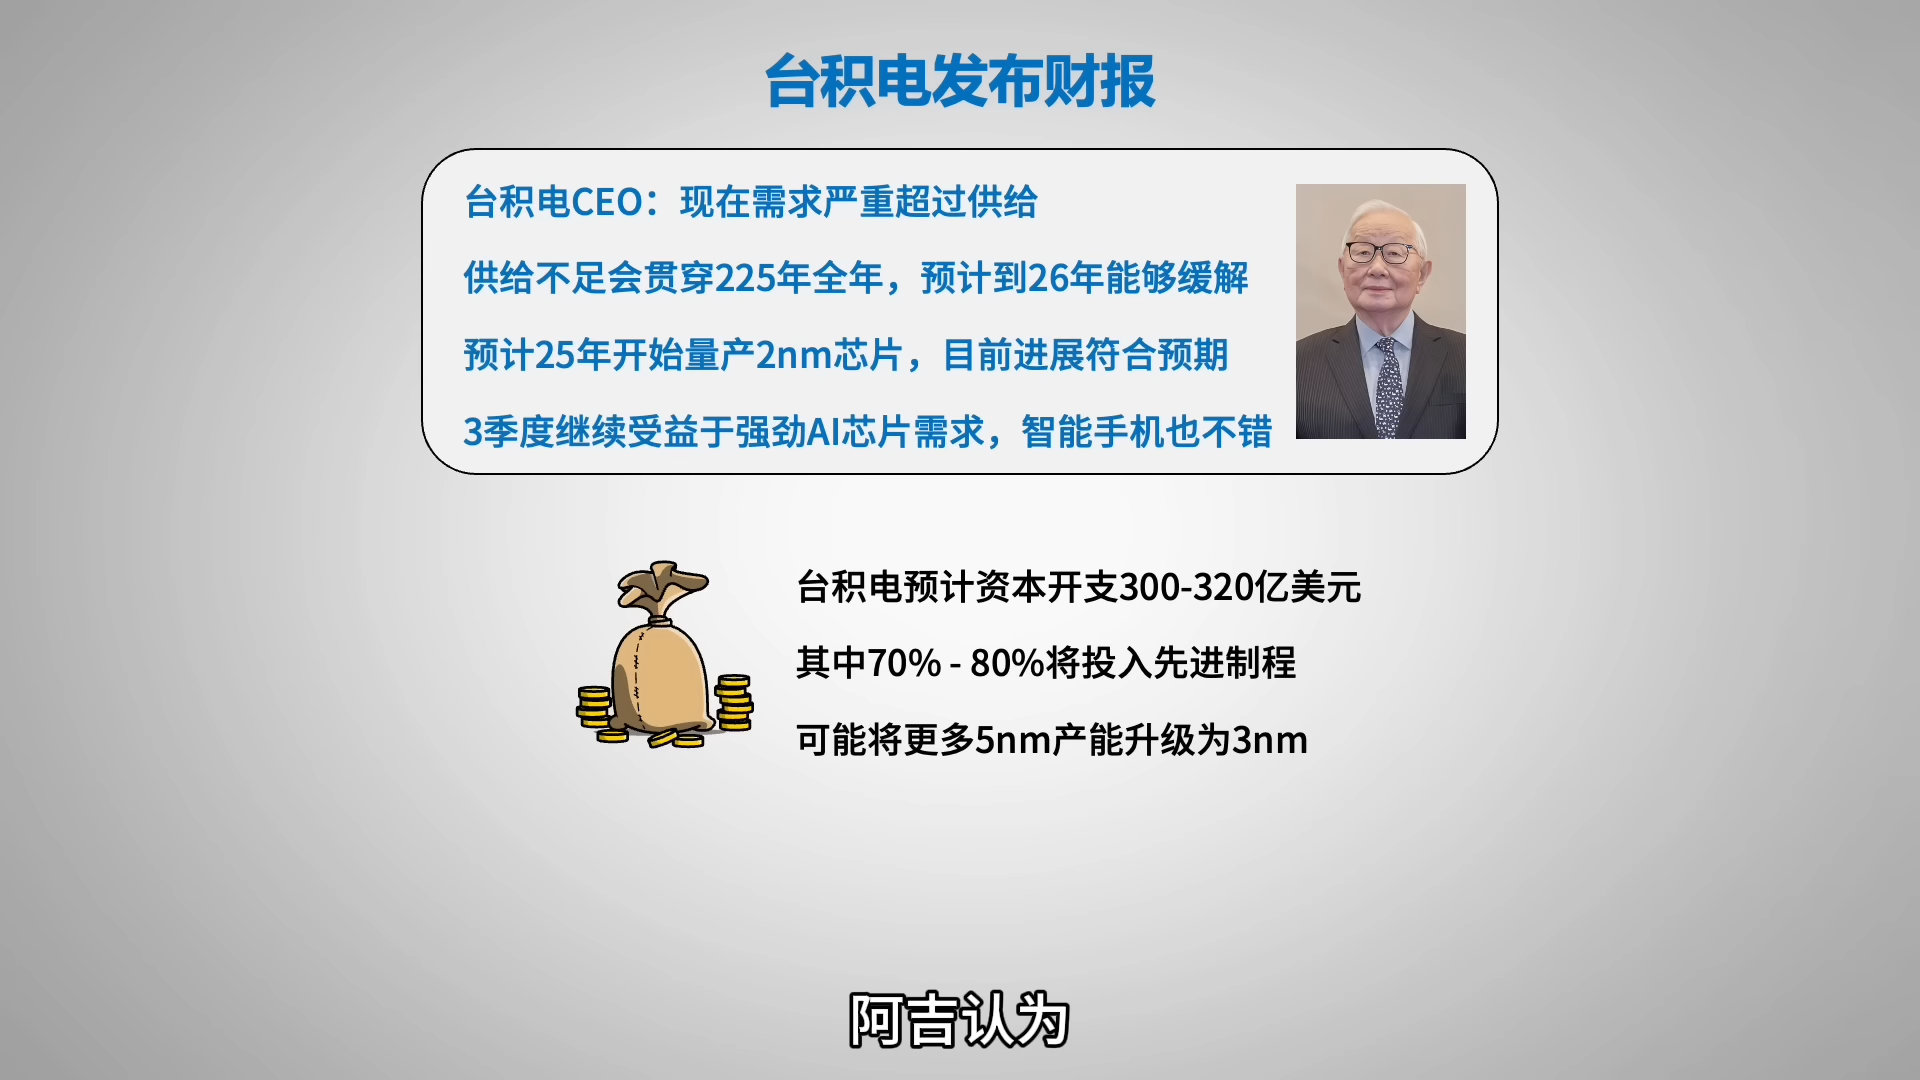 台积电发布财报
台积电CEO：现在需求严重超过供给
供给不足会贯穿225年全年，预计到26年能够缓解
预计25年开始量产2nm芯片，目前进展符合预期
3季度继续受益于强劲AI芯片需求，智能手机也不错
台积电预计资本开支300-320亿美元
其中70% - 80%将投入先进制程
可能将更多5nm产能升级为3nm
阿吉认为